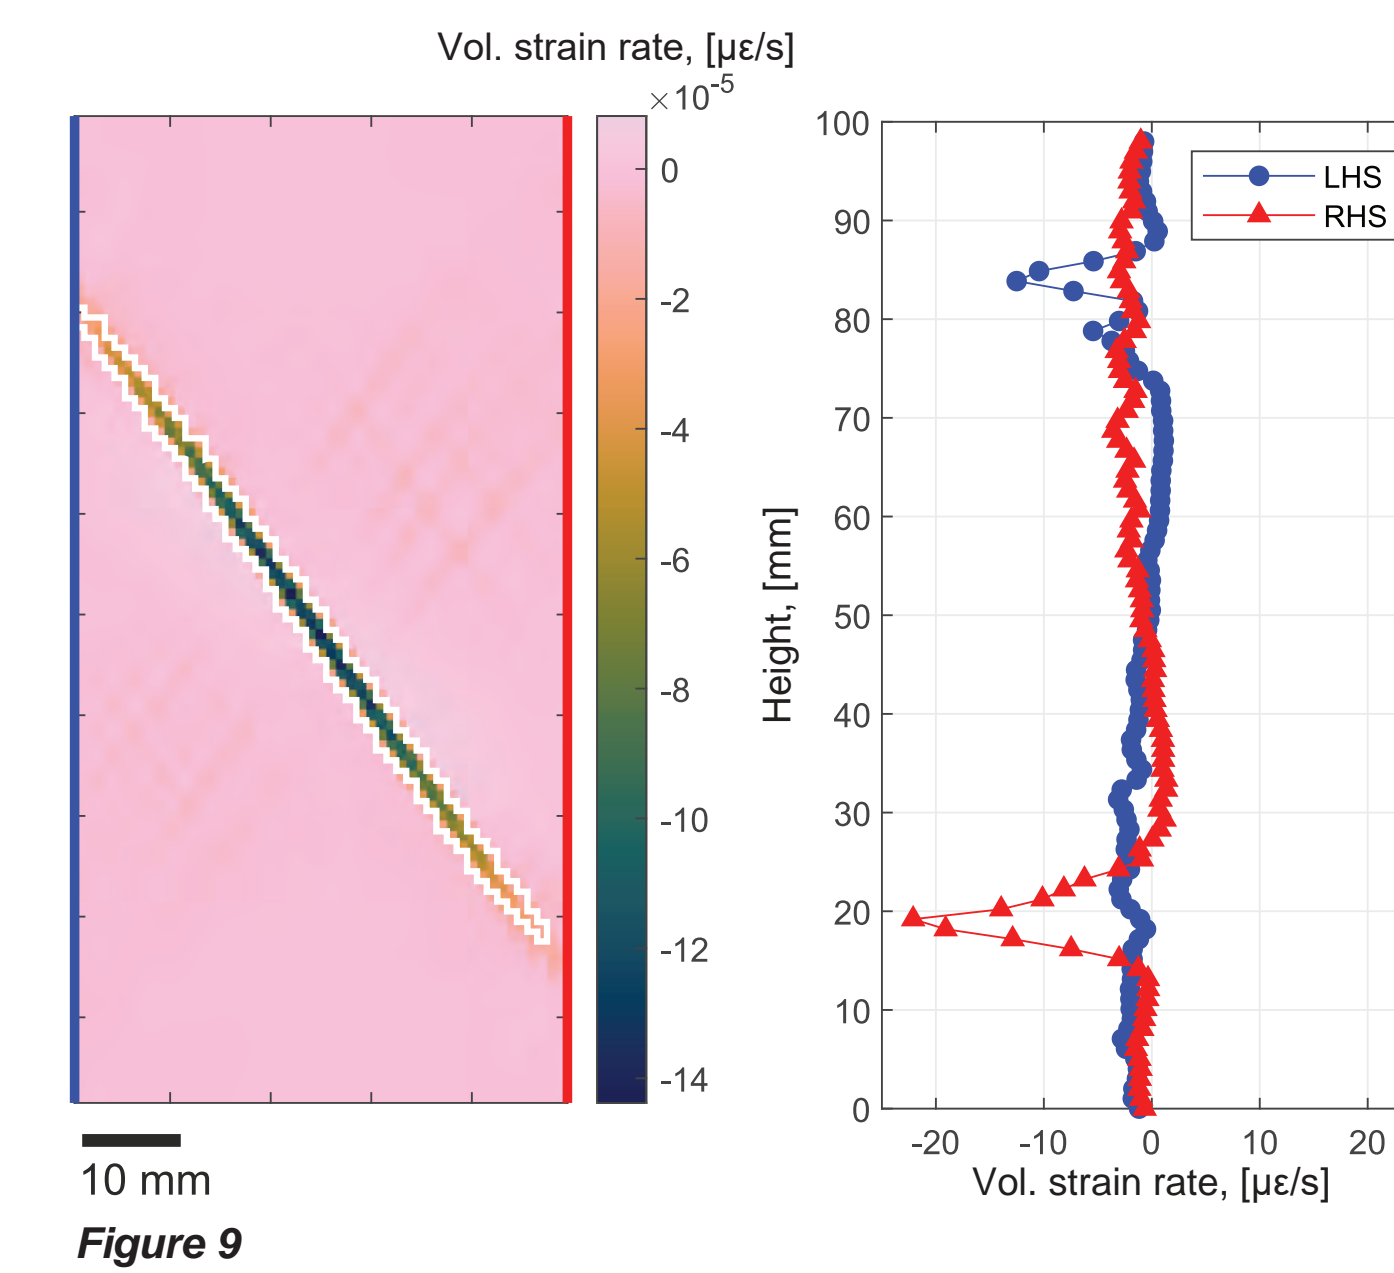 Vol. strain rate, [με/s]
×10-5
0
-2
-4
-6
-8
-10
-12
-14
10 mm
Figure 9
100
90
80
70
60
50
40
30
20
10
0
Height, [mm]
LHS
RHS
-20 -10 0 10 20
Vol. strain rate, [με/s]